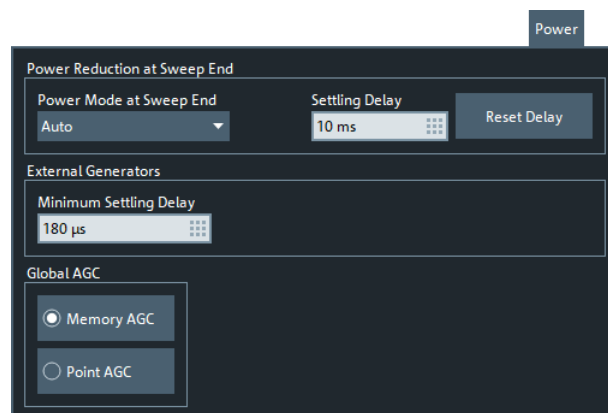 Power
Power Reduction at Sweep End
Power Mode at Sweep End
Settling Delay
Auto
10 ms
Reset Delay
External Generators
Minimum Settling Delay
180 µs
Global AGC
Memory AGC
Point AGC